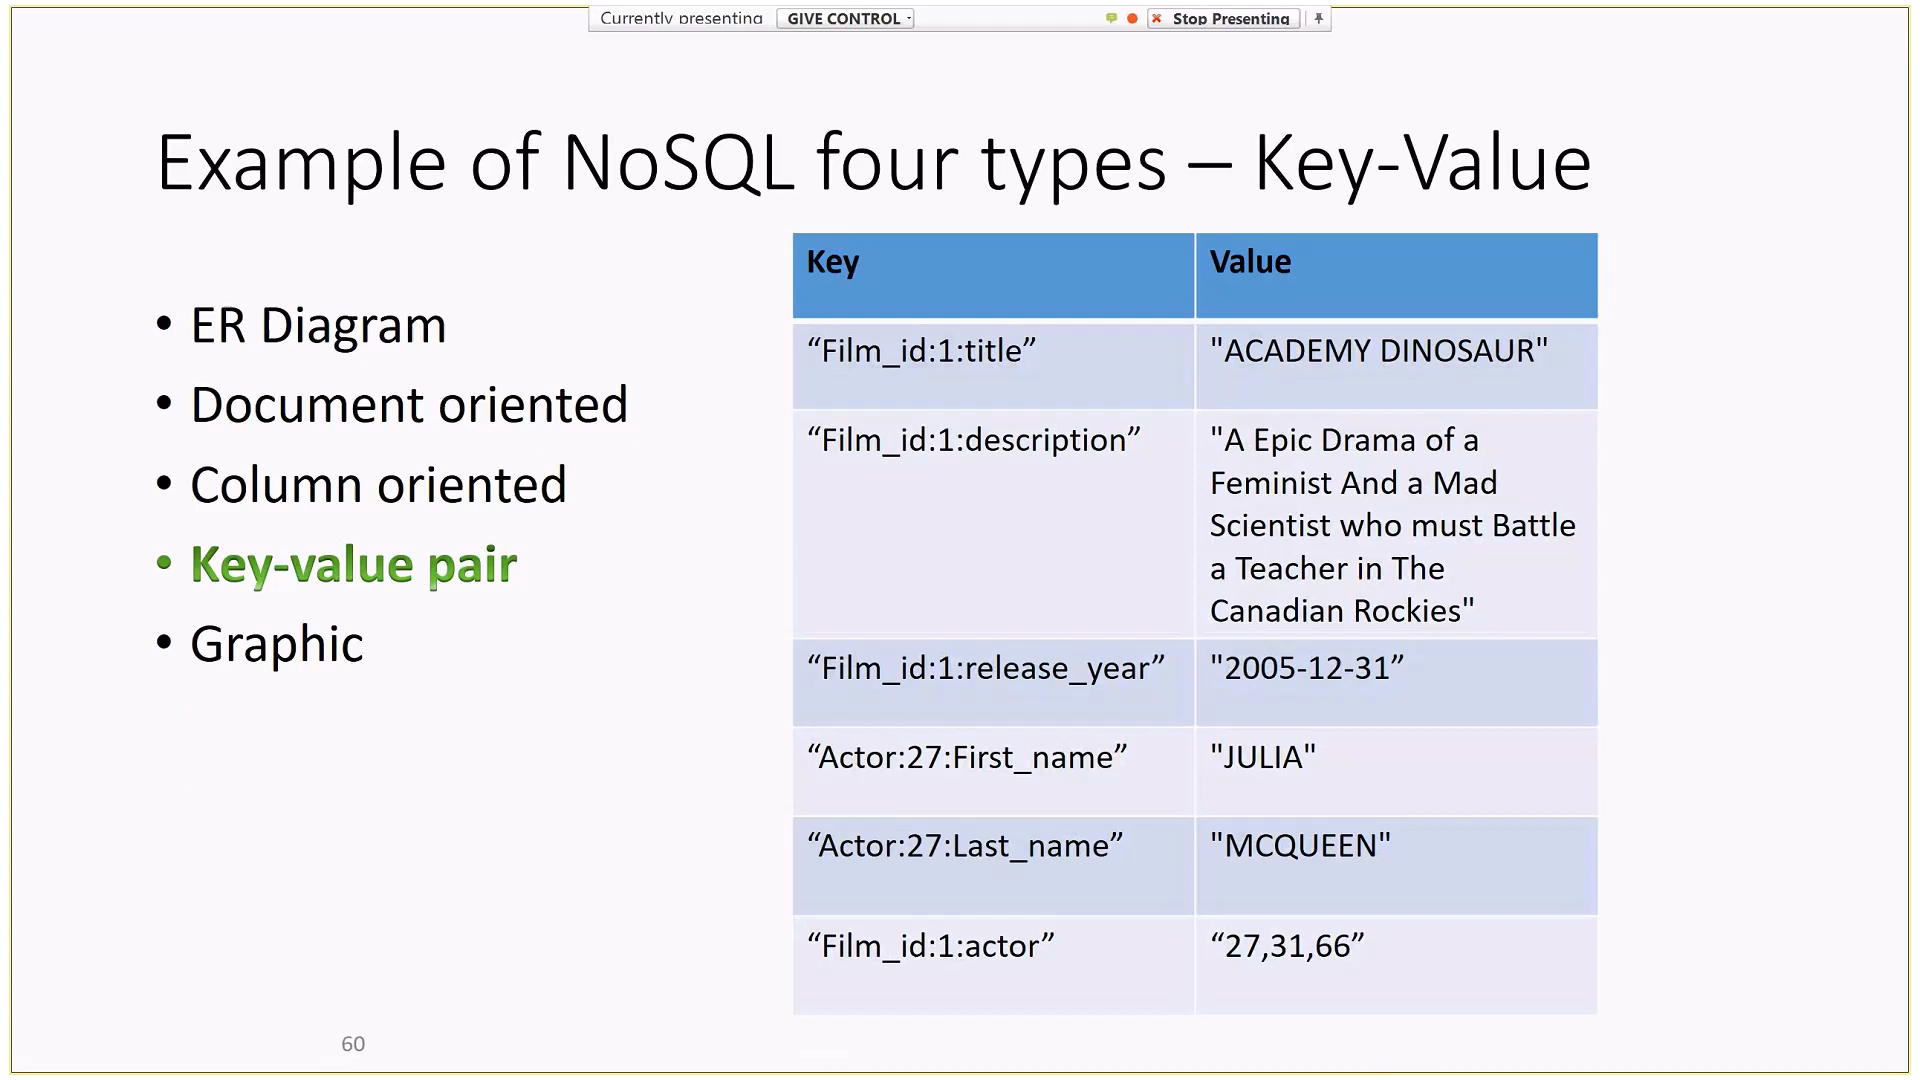 Currently presenting GIVE CONTROL Stop Presenting
Example of NoSQL four types – Key-Value
• ER Diagram
• Document oriented
• Column oriented
• Key-value pair
• Graphic
Key Value
“Film_id:1:title” "ACADEMY DINOSAUR"
“Film_id:1:description” "A Epic Drama of a
Feminist And a Mad
Scientist who must Battle
a Teacher in The
Canadian Rockies"
“Film_id:1:release_year” "2005-12-31”
“Actor:27:First_name” "JULIA"
“Actor:27:Last_name” "MCQUEEN"
“Film_id:1:actor” “27,31,66”
60